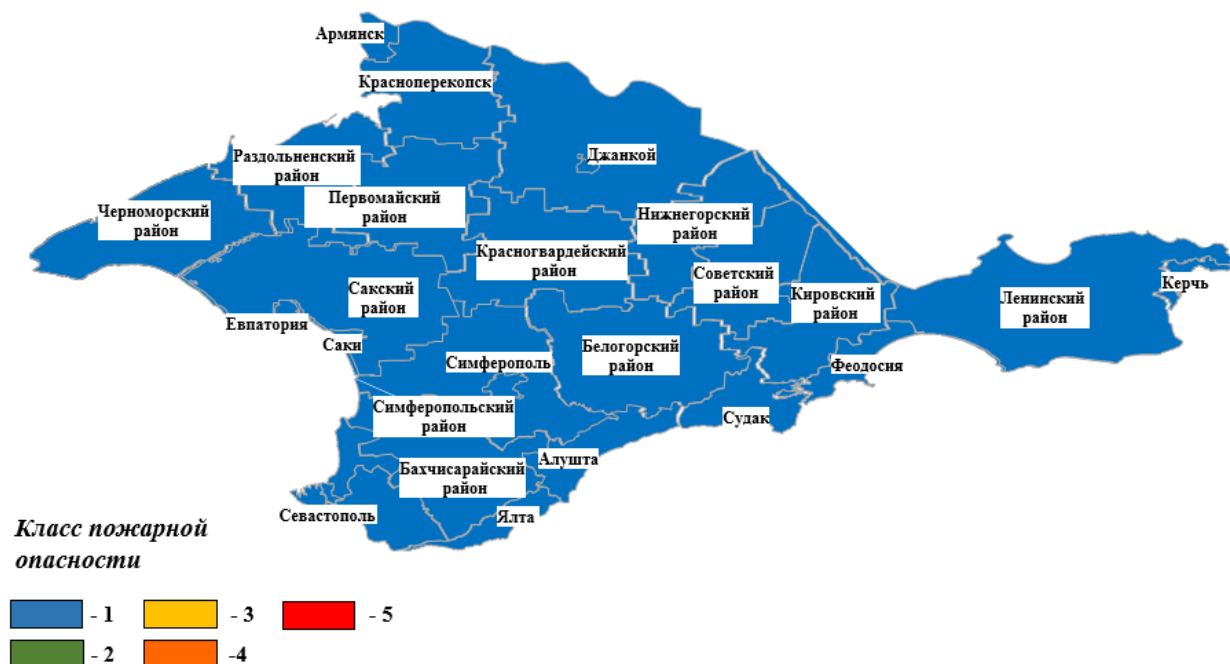 Армянск
Красноперекопск
Джанкой
Раздольненский
район
Первомайский
район
Черноморский
район
Нижнегорский
район
Красногвардейский
район
Советский
район
Сакский
район
Кировский
район
Ленинский
район
Керчь
Евпатория
Саки
Симферополь
Белогорский
район
Феодосия
Симферопольский
район
Судак
Алушта
Бахчисарайский
район
Севастополь
Ялта
Класс пожарной
опасности
- 1
- 3
- 5
- 2
-4